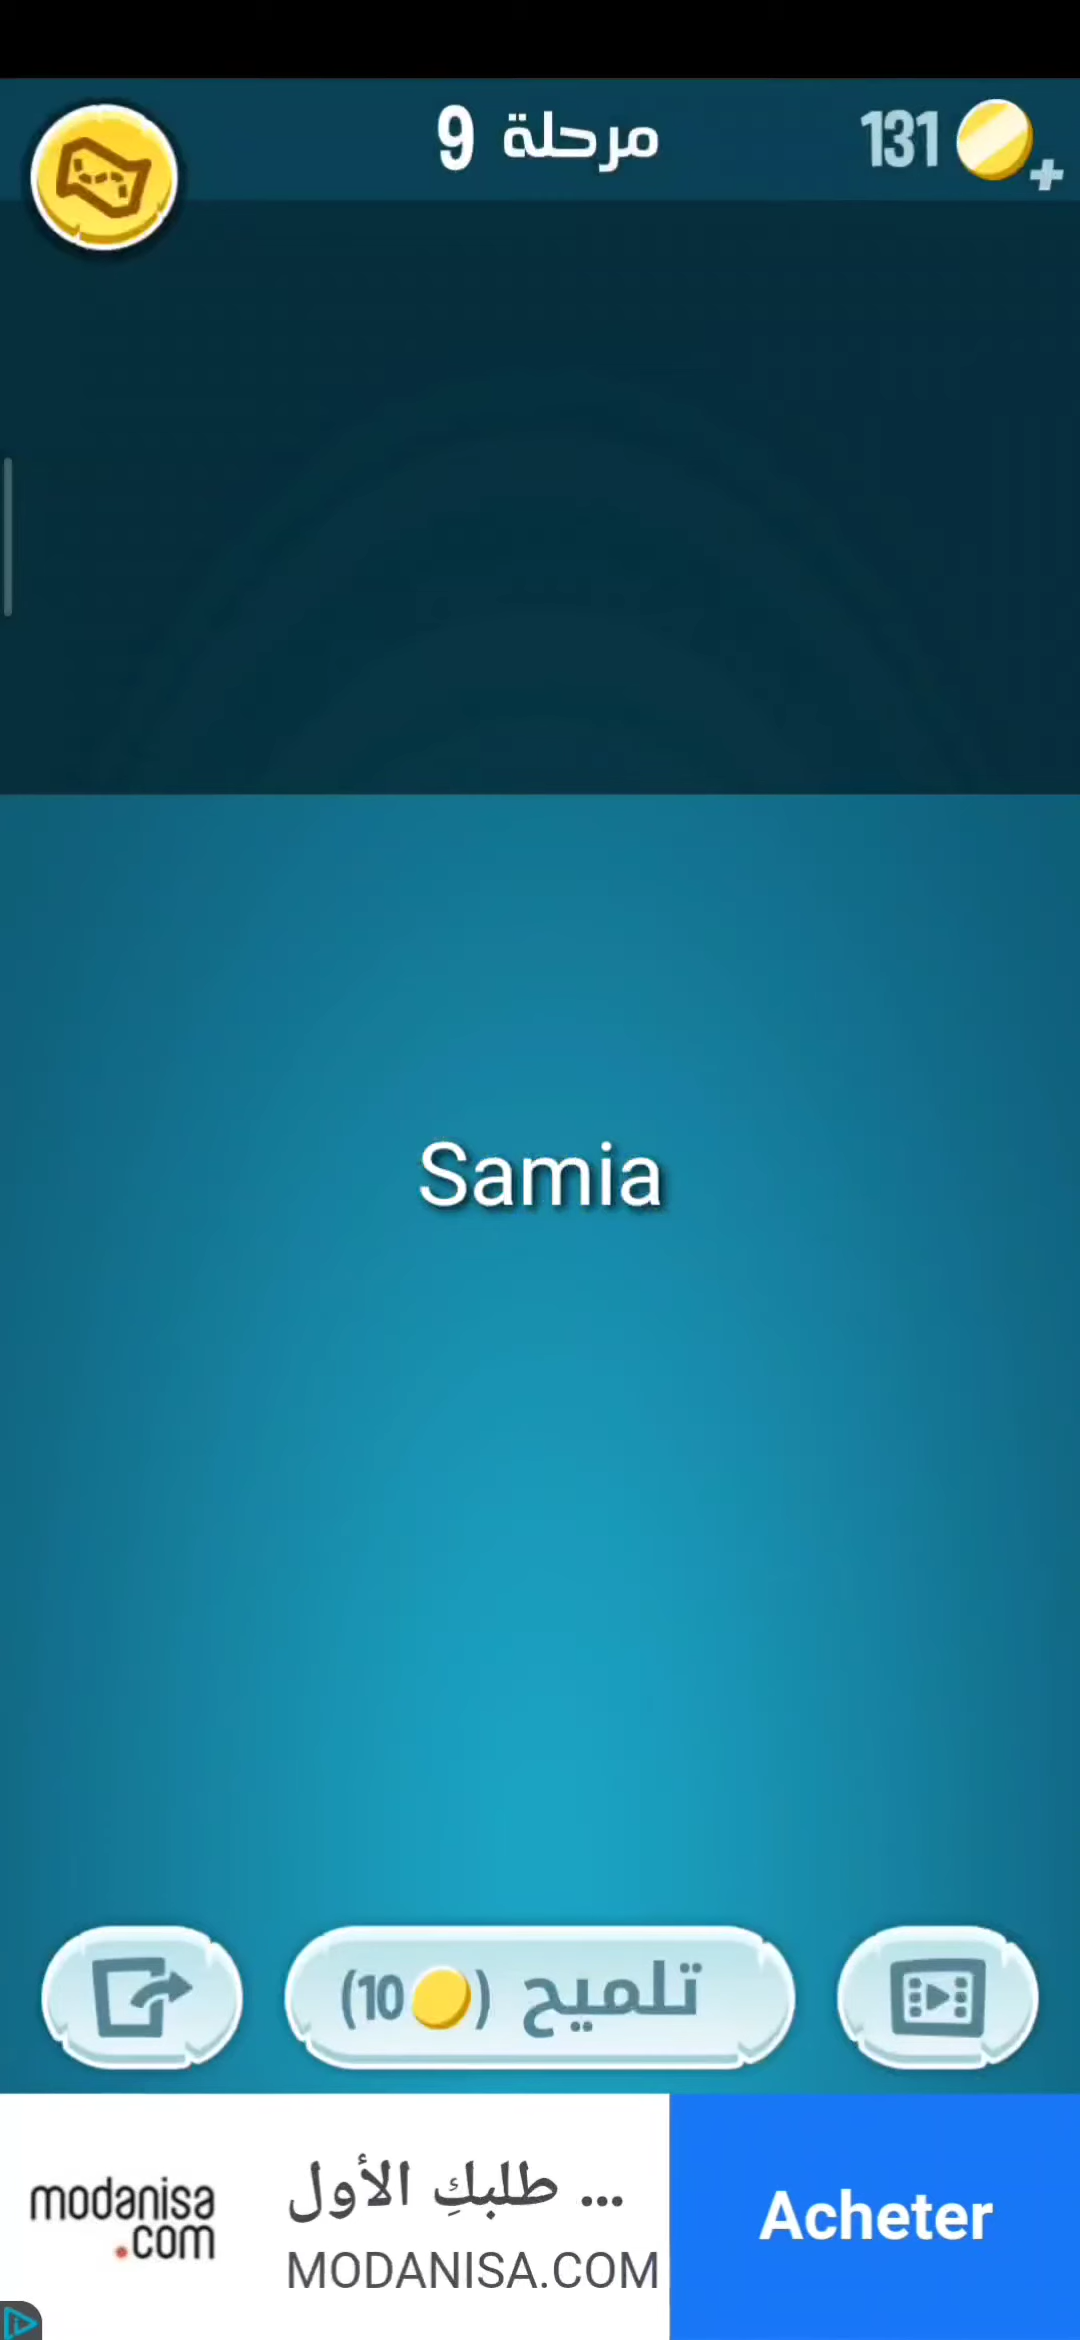 مرحلة 9
131
Samia
تلميح (10)
modanisa
.com
طلبكِ الأول ...
MODANISA.COM
Acheter